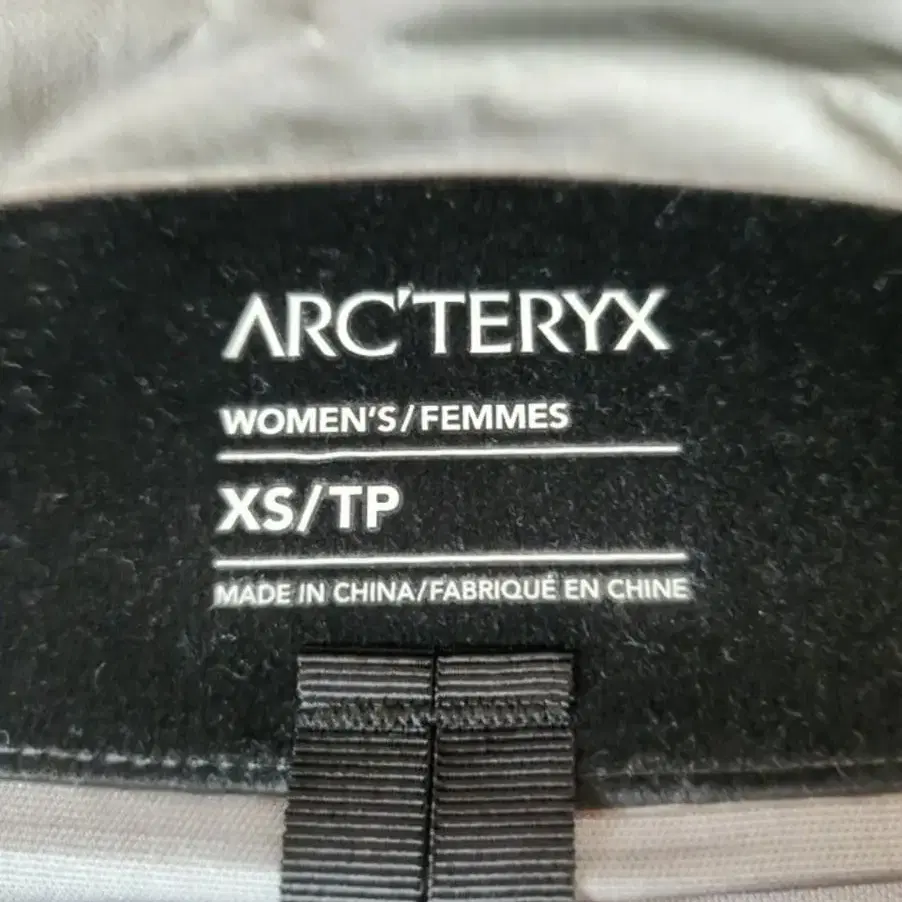 ARC'TERYX
WOMEN'S/FEMMES
XS/TP
MADE IN CHINA/FABRIQUÉ EN CHINE